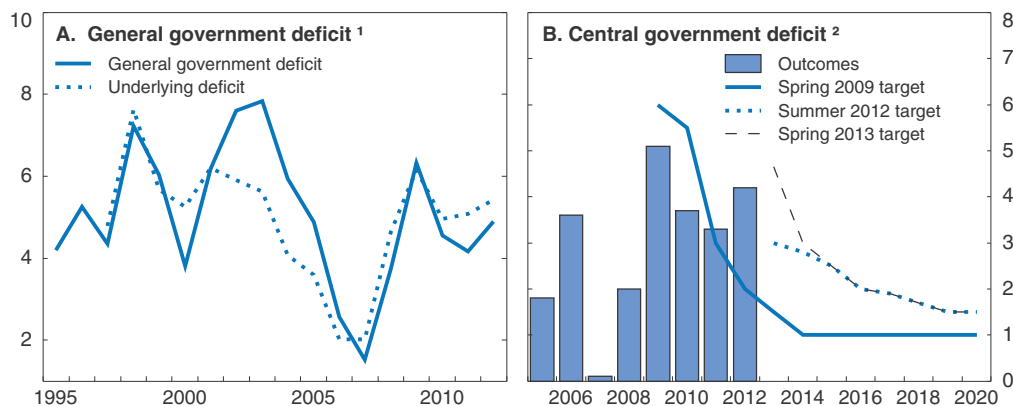 A. General government deficit ¹
General government deficit
Underlying deficit
10
8
6
4
2
1995 2000 2005 2010
B. Central government deficit ²
Outcomes
Spring 2009 target
Summer 2012 target
Spring 2013 target
8
7
6
5
4
3
2
1
0
2006 2008 2010 2012 2014 2016 2018 2020